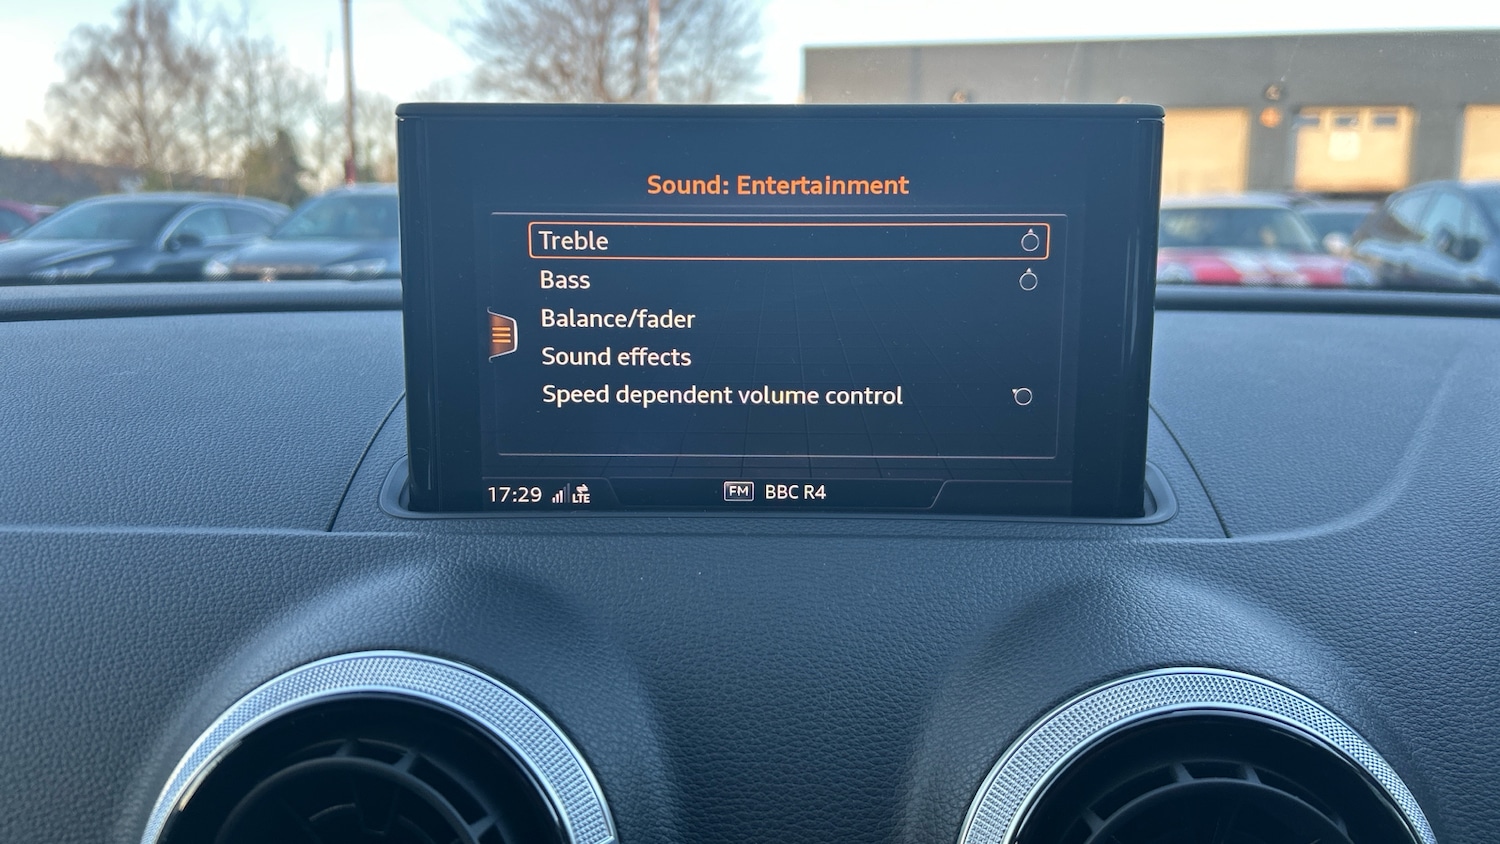 Sound: Entertainment
Treble
Bass
Balance/fader
Sound effects
Speed dependent volume control
17:29 LTE FM BBC R4